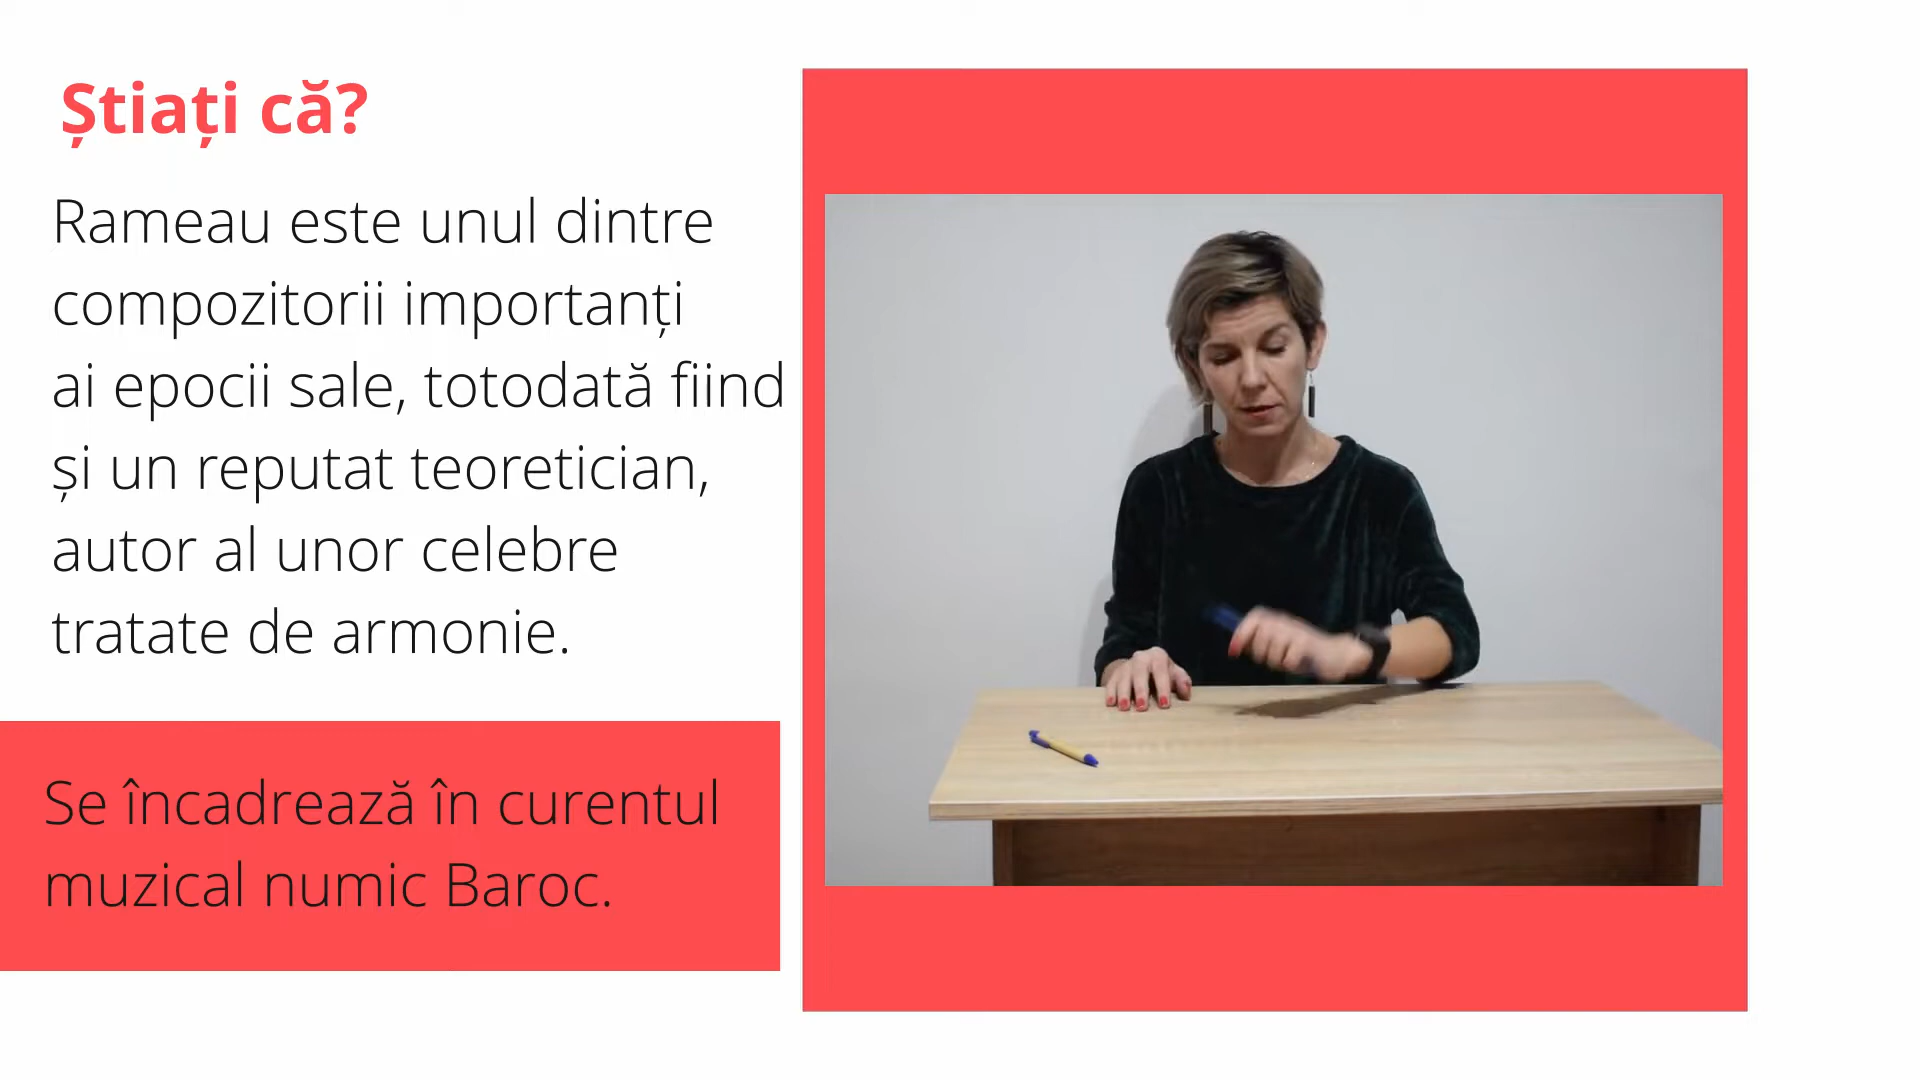 Știați că?
Rameau este unul dintre
compozitorii importanți
ai epocii sale, totodată fiind
și un reputat teoretician,
autor al unor celebre
tratate de armonie.
Se încadrează în curentul
muzical numic Baroc.